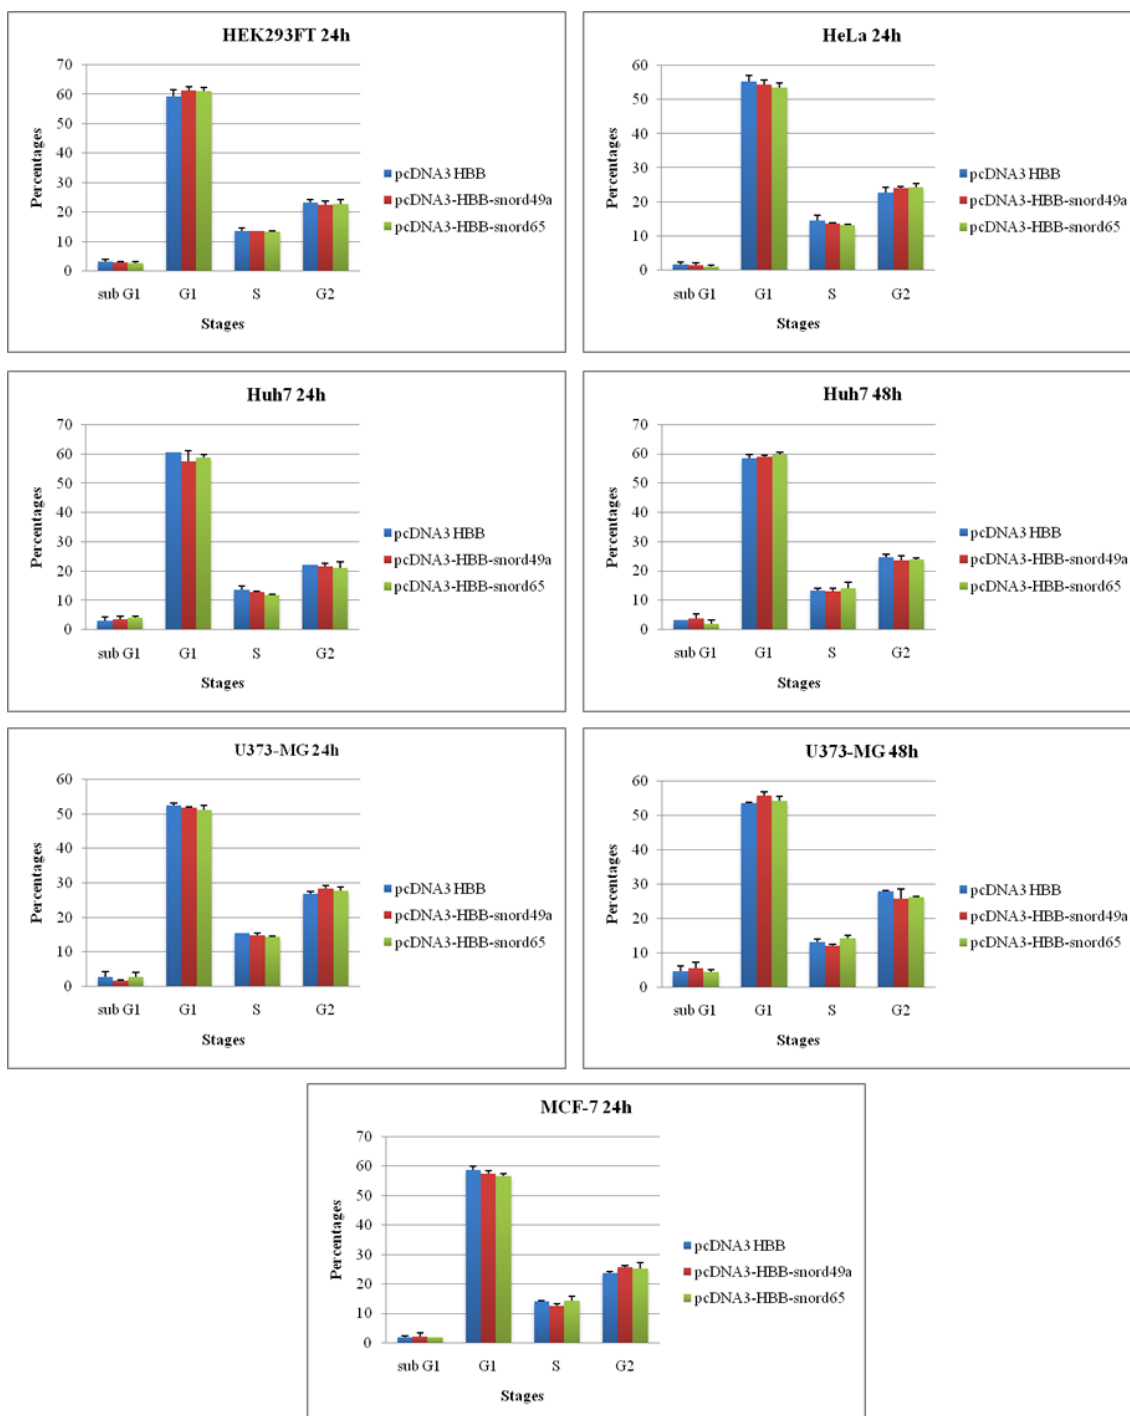 HEK293FT 24h
70
60
50
40
30
20
10
0
Percentages
sub G1 G1 S G2
Stages
pcDNA3 HBB
pcDNA3-HBB-snord49a
pcDNA3-HBB-snord65
HeLa 24h
60
50
40
30
20
10
0
Percentages
sub G1 G1 S G2
Stages
pcDNA3 HBB
pcDNA3-HBB-snord49a
pcDNA3-HBB-snord65
Huh7 24h
70
60
50
40
30
20
10
0
Percentages
sub G1 G1 S G2
Stages
pcDNA3 HBB
pcDNA3-HBB-snord49a
pcDNA3-HBB-snord65
Huh7 48h
70
60
50
40
30
20
10
0
Percentages
sub G1 G1 S G2
Stages
pcDNA3 HBB
pcDNA3-HBB-snord49a
pcDNA3-HBB-snord65
U373-MG 24h
60
50
40
30
20
10
0
Percentages
sub G1 G1 S G2
Stages
pcDNA3 HBB
pcDNA3-HBB-snord49a
pcDNA3-HBB-snord65
U373-MG 48h
60
50
40
30
20
10
0
Percentages
sub G1 G1 S G2
Stages
pcDNA3 HBB
pcDNA3-HBB-snord49a
pcDNA3-HBB-snord65
MCF-7 24h
70
60
50
40
30
20
10
0
Percentages
sub G1 G1 S G2
Stages
pcDNA3 HBB
pcDNA3-HBB-snord49a
pcDNA3-HBB-snord65